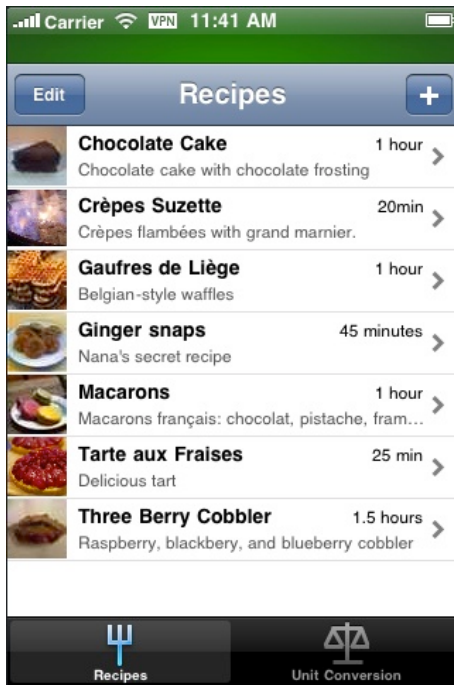 Carrier VPN 11:41 AM
Edit Recipes +
Chocolate Cake 1 hour
Chocolate cake with chocolate frosting
Crèpes Suzette 20min
Crèpes flambées with grand marnier.
Gaufres de Liège 1 hour
Belgian-style waffles
Ginger snaps 45 minutes
Nana's secret recipe
Macarons 1 hour
Macarons français: chocolat, pistache, fram...
Tarte aux Fraises 25 min
Delicious tart
Three Berry Cobbler 1.5 hours
Raspberry, blackbery, and blueberry cobbler
Recipes Unit Conversion